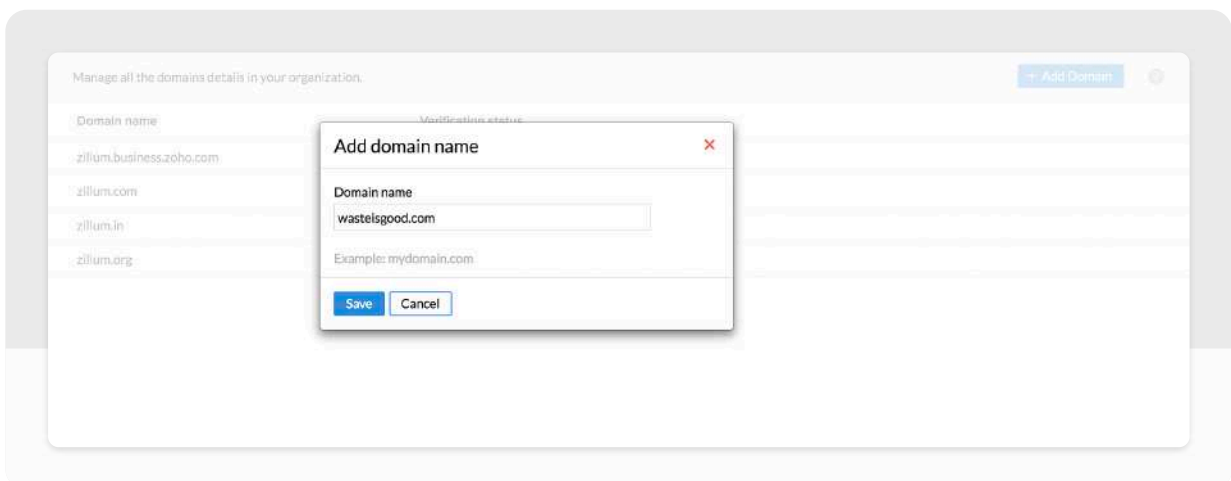 Manage all the domains details in your organization.
+ Add Domain
Domain name
Verification status
zillum.business.zoho.com
zillum.com
zillum.in
zillum.org
Add domain name
Domain name
wasteisgood.com
Example: mydomain.com
Save
Cancel